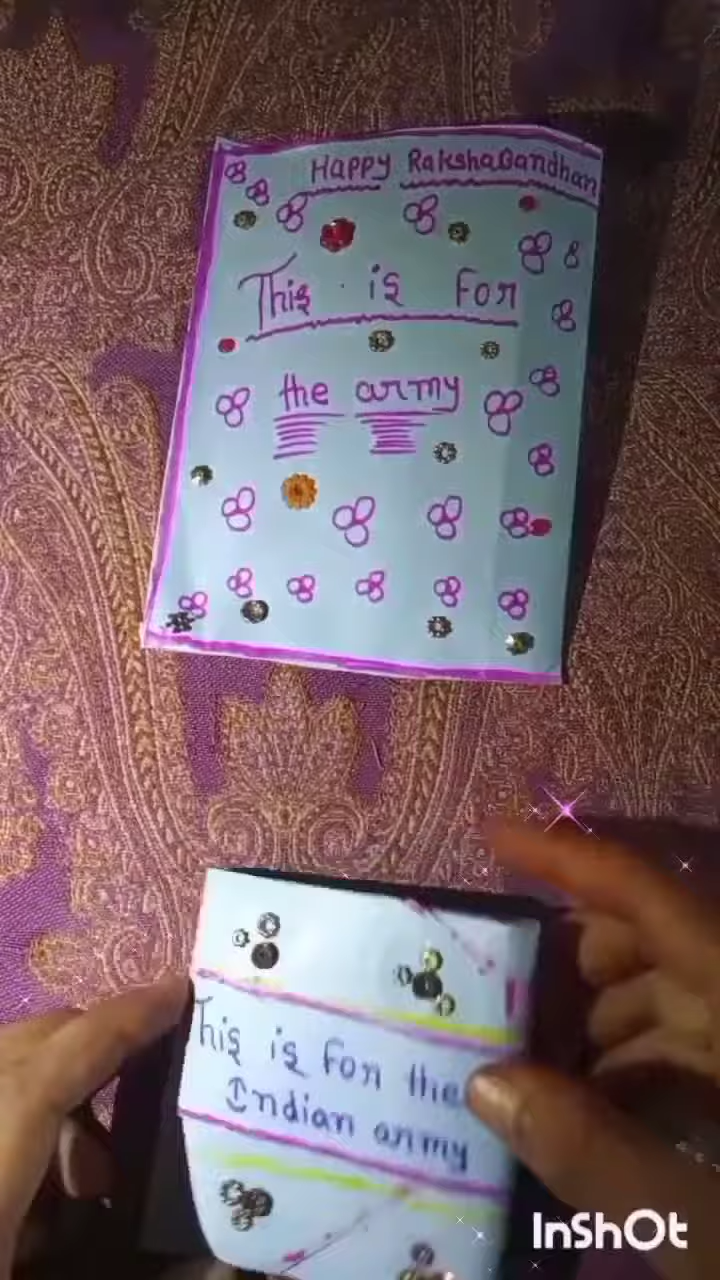 Happy RakshaBandhan
This is For
the army
This is For the
Indian army
InShOt